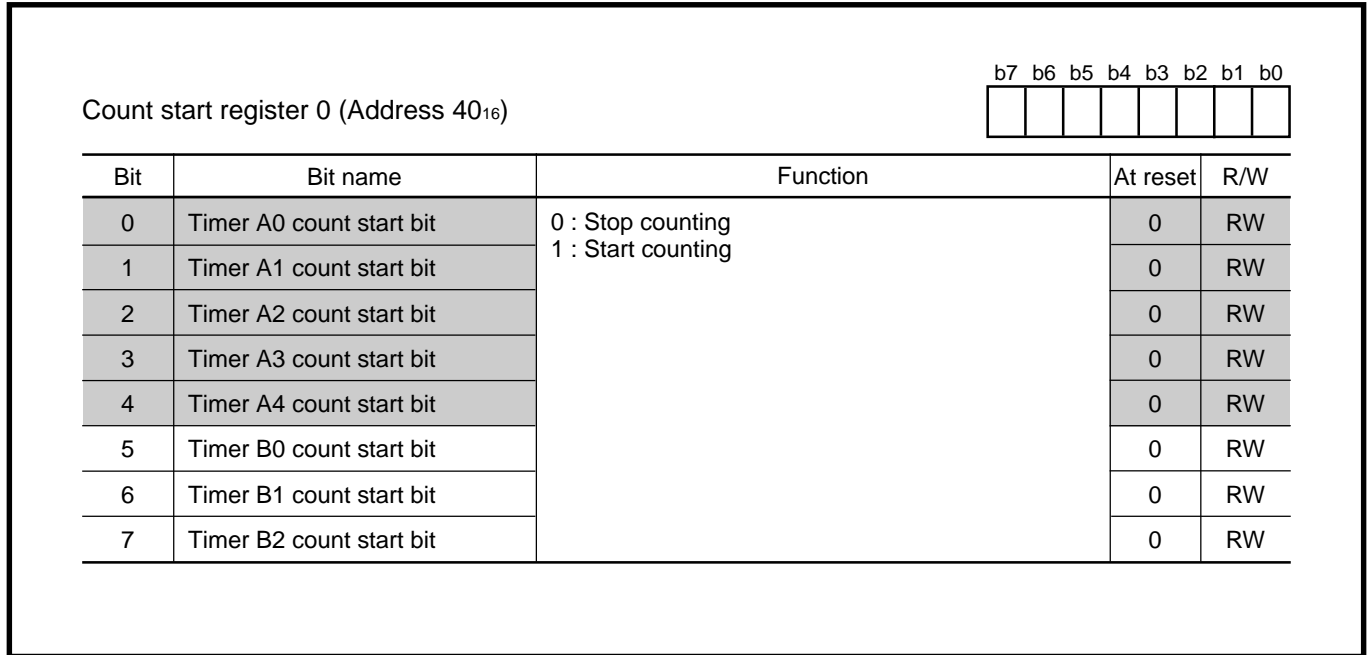 b7 b6 b5 b4 b3 b2 b1 b0
Count start register 0 (Address 40₁₆)
Bit Bit name Function At reset R/W
0 Timer A0 count start bit 0 : Stop counting 0 RW
1 : Start counting
1 Timer A1 count start bit 0 RW
2 Timer A2 count start bit 0 RW
3 Timer A3 count start bit 0 RW
4 Timer A4 count start bit 0 RW
5 Timer B0 count start bit 0 RW
6 Timer B1 count start bit 0 RW
7 Timer B2 count start bit 0 RW